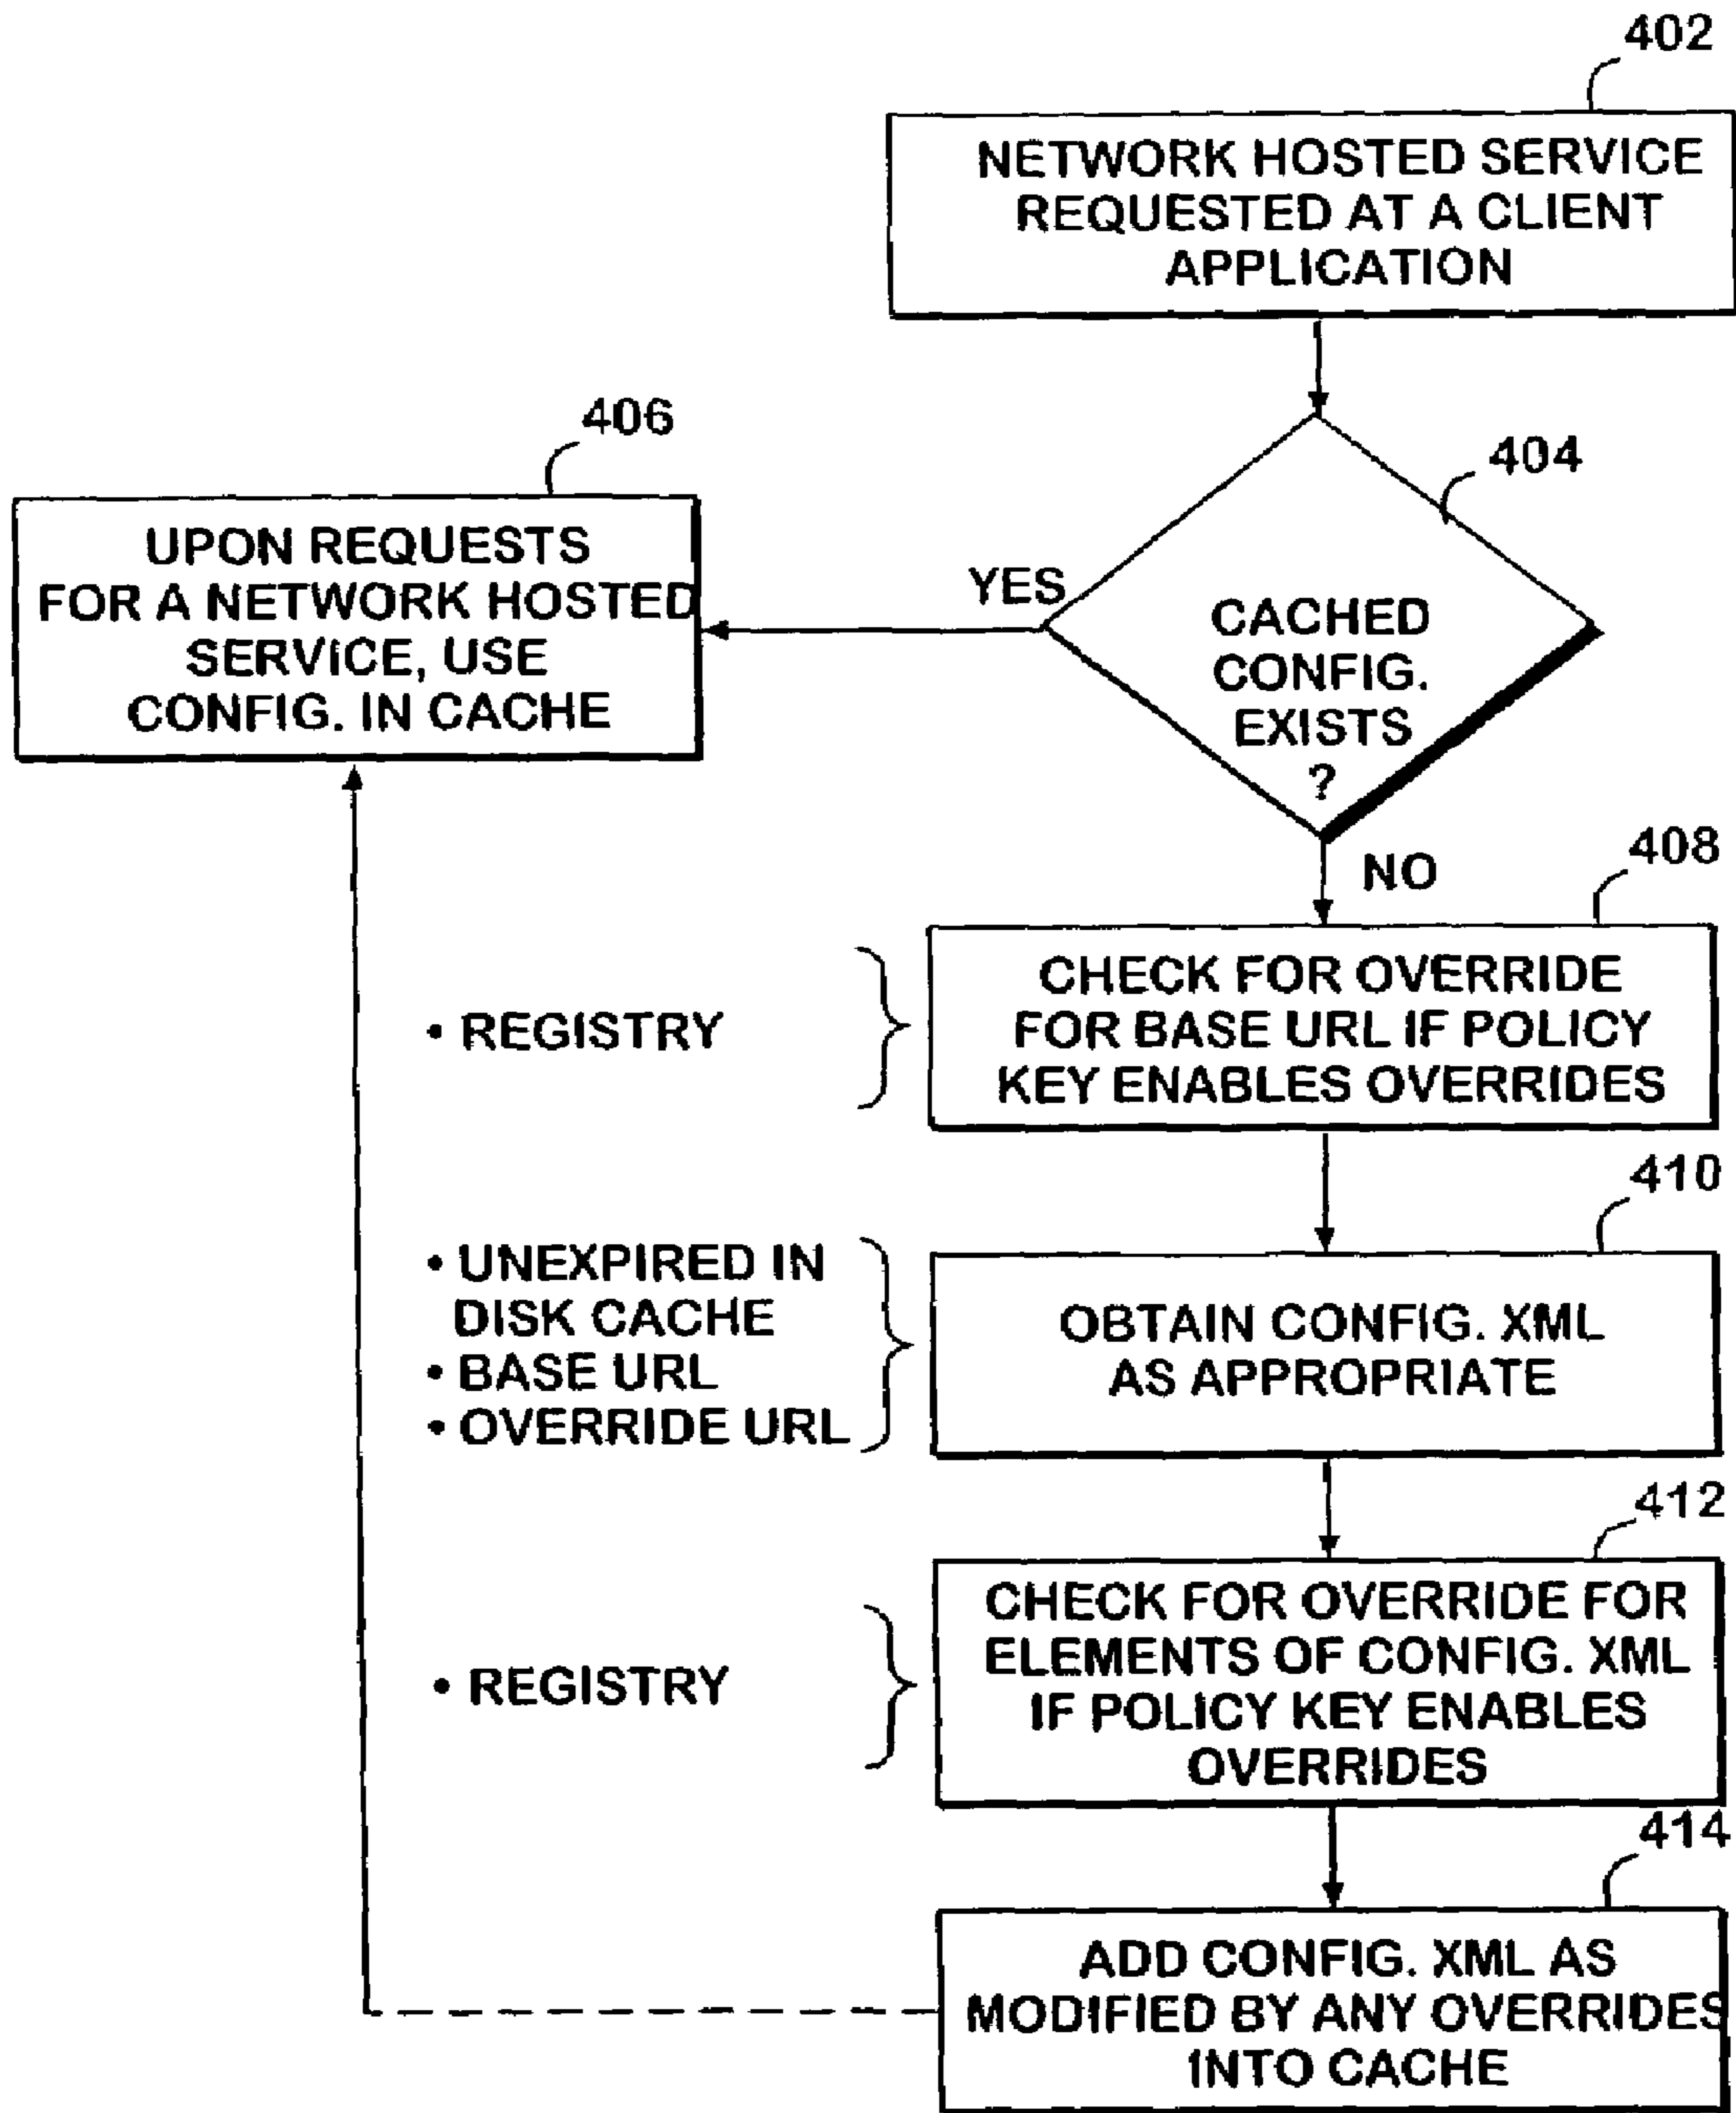 402
NETWORK HOSTED SERVICE
REQUESTED AT A CLIENT
APPLICATION
406
404
UPON REQUESTS
FOR A NETWORK HOSTED
SERVICE, USE
CONFIG. IN CACHE
YES
CACHED
CONFIG.
EXISTS
?
NO
408
• REGISTRY
CHECK FOR OVERRIDE
FOR BASE URL IF POLICY
KEY ENABLES OVERRIDES
410
• UNEXPIRED IN
DISK CACHE
• BASE URL
• OVERRIDE URL
OBTAIN CONFIG. XML
AS APPROPRIATE
412
• REGISTRY
CHECK FOR OVERRIDE FOR
ELEMENTS OF CONFIG. XML
IF POLICY KEY ENABLES
OVERRIDES
414
ADD CONFIG. XML AS
MODIFIED BY ANY OVERRIDES
INTO CACHE